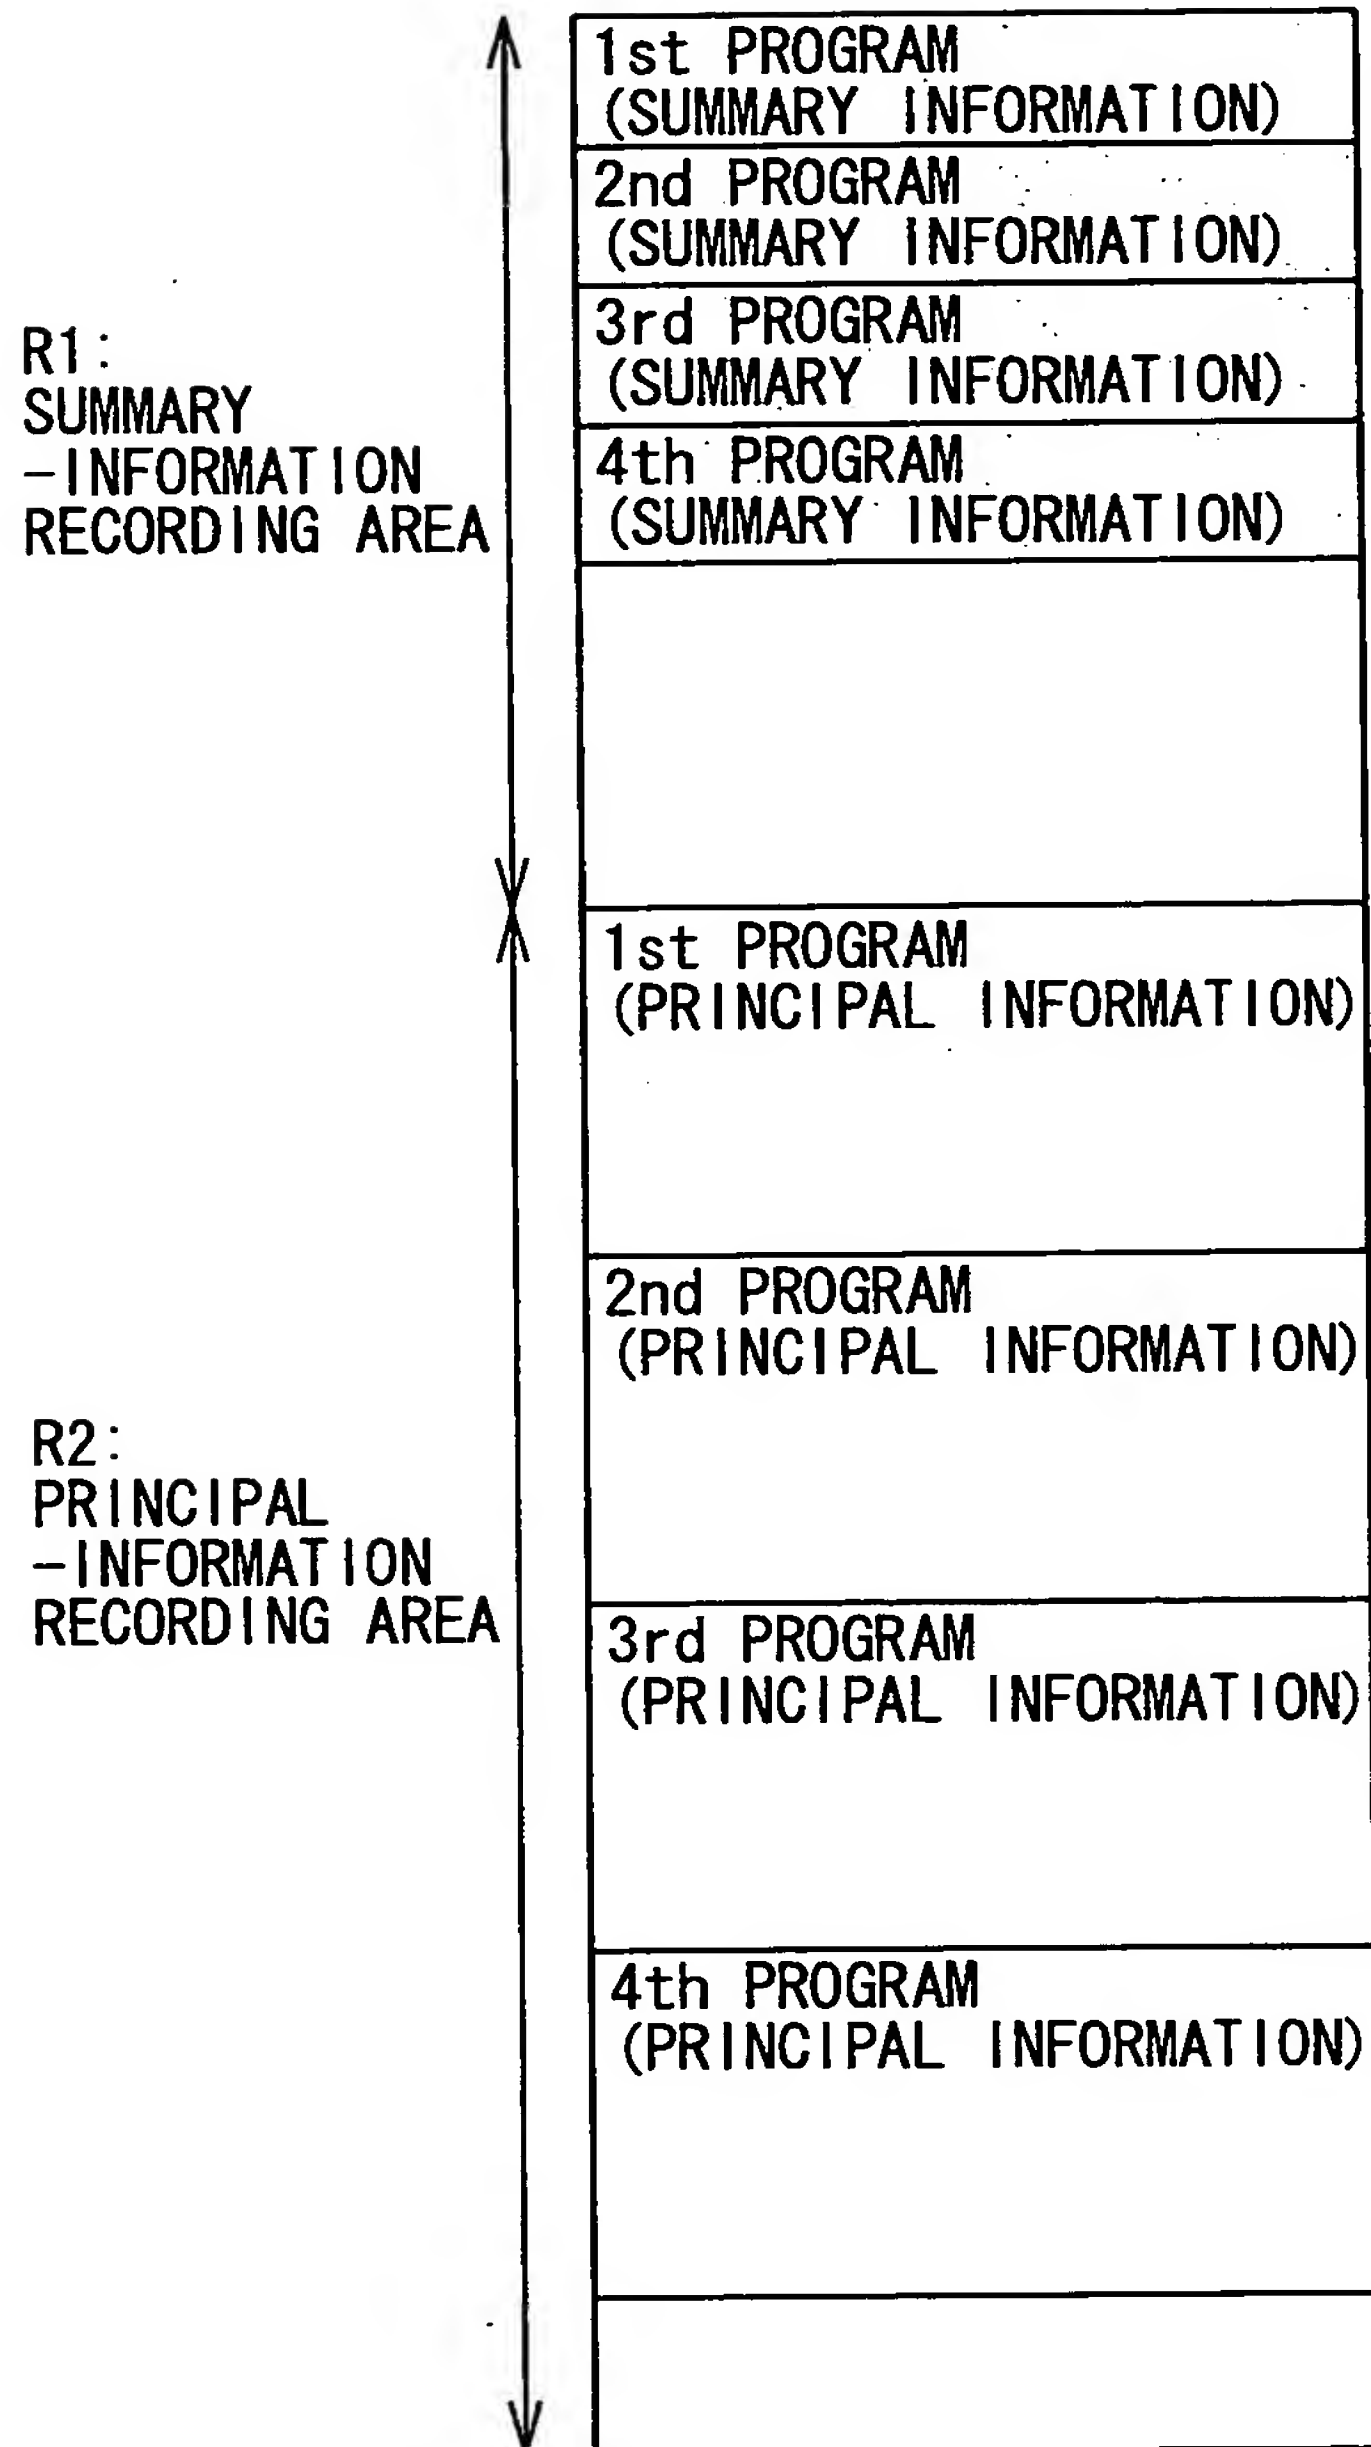 1st PROGRAM
(SUMMARY INFORMATION)
2nd PROGRAM
(SUMMARY INFORMATION)
3rd PROGRAM
(SUMMARY INFORMATION)
4th PROGRAM
(SUMMARY INFORMATION)
R1:
SUMMARY
-INFORMATION
RECORDING AREA
1st PROGRAM
(PRINCIPAL INFORMATION)
2nd PROGRAM
(PRINCIPAL INFORMATION)
3rd PROGRAM
(PRINCIPAL INFORMATION)
4th PROGRAM
(PRINCIPAL INFORMATION)
R2:
PRINCIPAL
-INFORMATION
RECORDING AREA